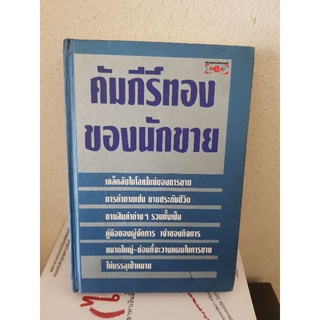 คัมภีร์ทอง
ของนักขาย
เคล็ดลับในโลกใหม่ของการขาย
การค้าขายเช่น ขายประกันชีวิต
ขายสินค้าต่าง ๆ รวมทั้งเป็น
คู่มือของผู้จัดการ เจ้าของกิจการ
ขนาดใหญ่-ก่อนที่จะวางแผนในการขาย
ให้บรรลุเป้าหมาย